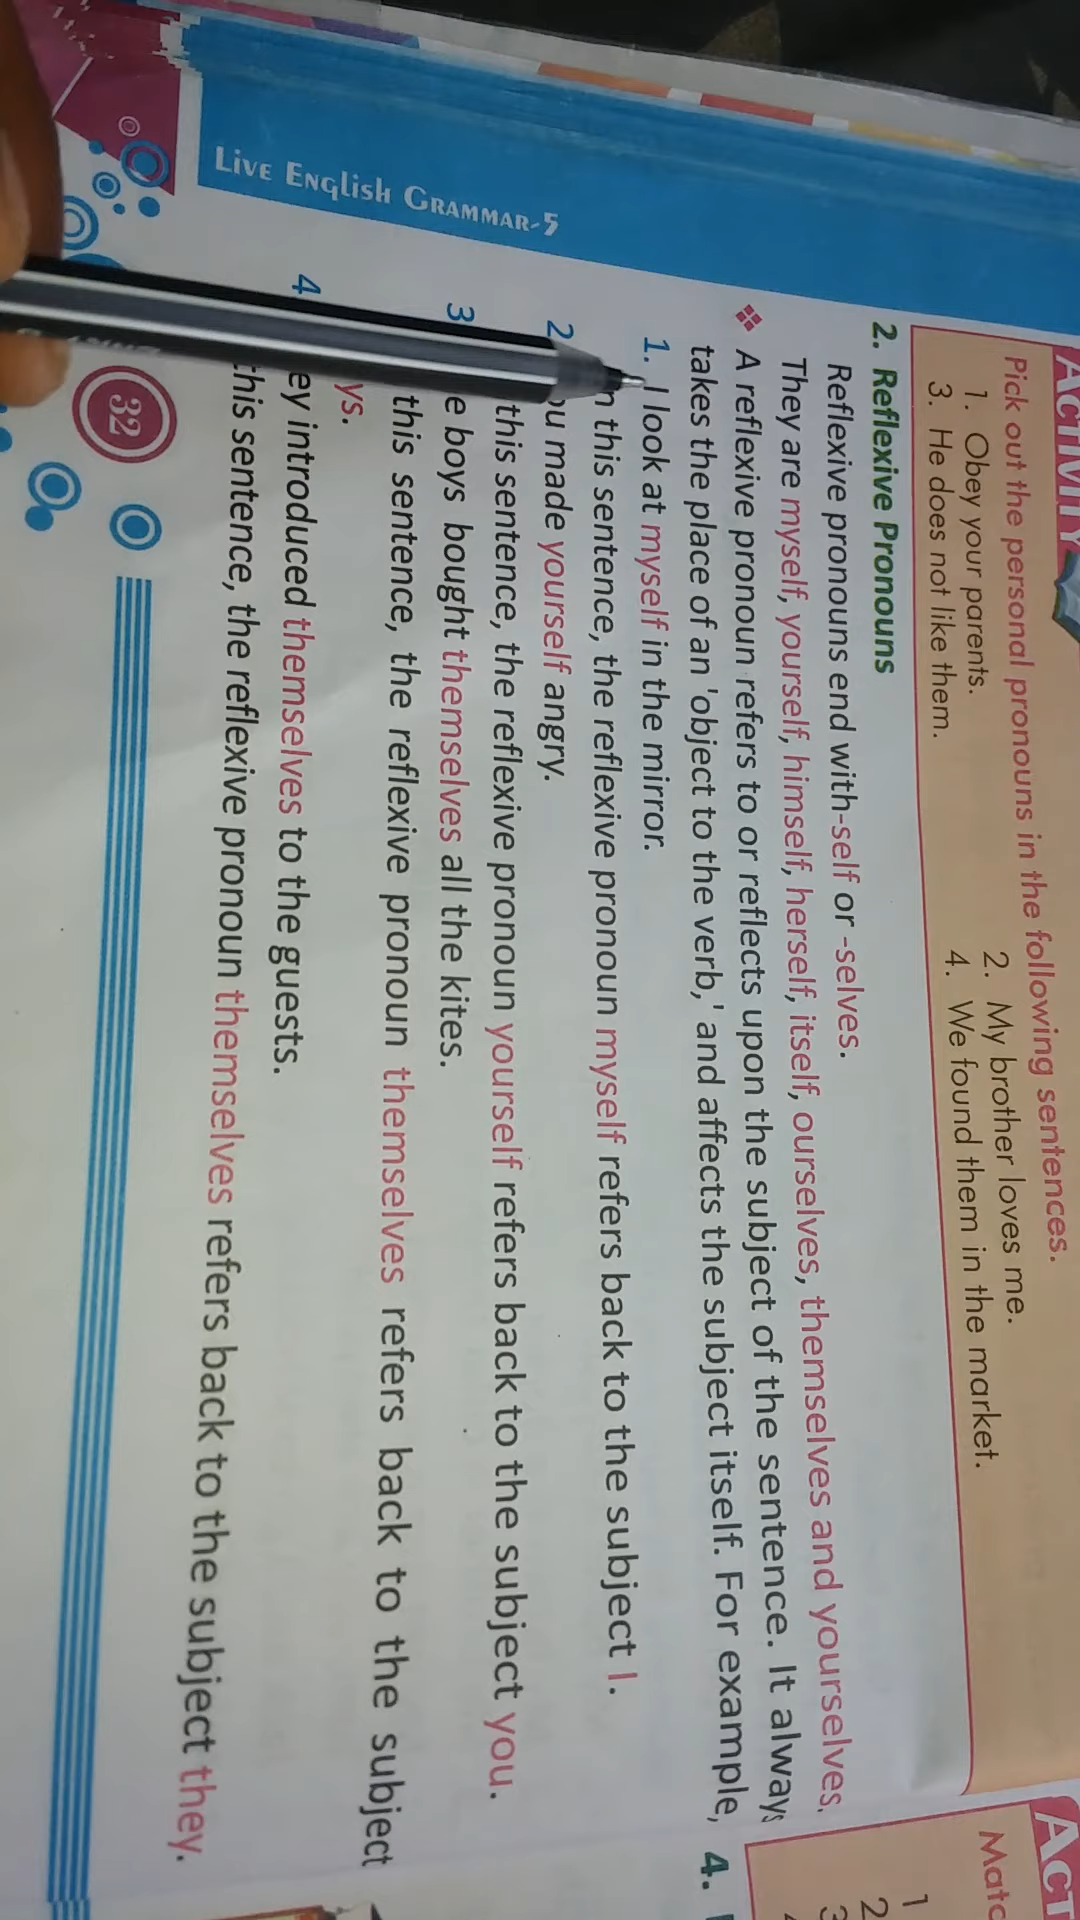 ACTIVITY
Pick out the personal pronouns in the following sentences.
1. Obey your parents. 2. My brother loves me.
3. He does not like them. 4. We found them in the market.
2. Reflexive Pronouns
Reflexive pronouns end with-self or -selves.
They are myself, yourself, himself, herself, itself, ourselves, themselves and yourselves.
❖ A reflexive pronoun refers to or reflects upon the subject of the sentence. It always
takes the place of an 'object to the verb,' and affects the subject itself. For example,
1. I look at myself in the mirror.
this sentence, the reflexive pronoun myself refers back to the subject I.
2 made yourself angry.
this sentence, the reflexive pronoun yourself refers back to the subject you.
3 boys bought themselves all the kites.
this sentence, the reflexive pronoun themselves refers back to the subject
ys.
4 ey introduced themselves to the guests.
this sentence, the reflexive pronoun themselves refers back to the subject they.
LIVE ENGLISH GRAMMAR-5
32
ACT
Matc
1
2
3
4.